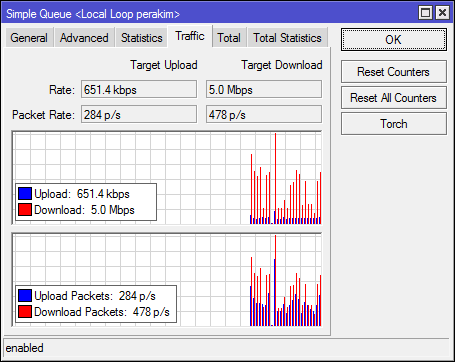 Simple Queue <Local Loop perakim>
General Advanced Statistics Traffic Total Total Statistics
OK
Reset Counters
Reset All Counters
Torch
Target Upload Target Download
Rate: 651.4 kbps 5.0 Mbps
Packet Rate: 284 p/s 478 p/s
Upload: 651.4 kbps
Download: 5.0 Mbps
Upload Packets: 284 p/s
Download Packets: 478 p/s
enabled